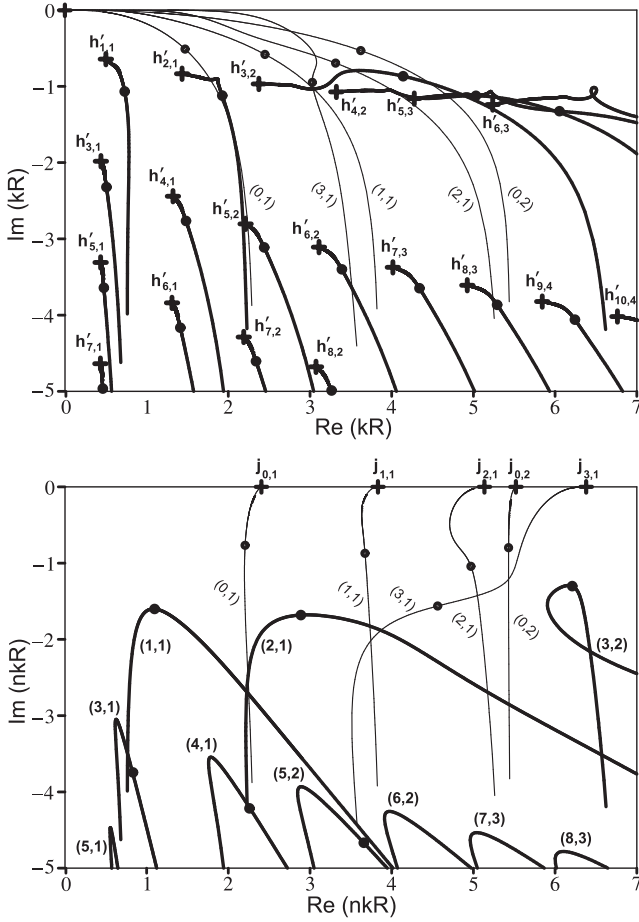 0
h′1,1
h′2,1
h′3,2
h′4,2
h′5,3
h′6,3
-1
-2
-3
-4
-5
Im (kR)
h′3,1
h′4,1
h′5,2
(0,1)
(3,1)
(1,1)
(2,1)
(0,2)
h′5,1
h′6,1
h′6,2
h′7,3
h′8,3
h′9,4
h′10,4
h′7,1
h′7,2
h′8,2
0 1 2 3 4 5 6 7
Re (kR)
j0,1 j1,1 j2,1 j0,2 j3,1
0
-1
-2
-3
-4
-5
Im (nkR)
(0,1)
(1,1)
(3,1)
(2,1)
(0,2)
(1,1)
(2,1)
(3,2)
(3,1)
(4,1)
(5,2)
(6,2)
(7,3)
(8,3)
(5,1)
0 1 2 3 4 5 6 7
Re (nkR)